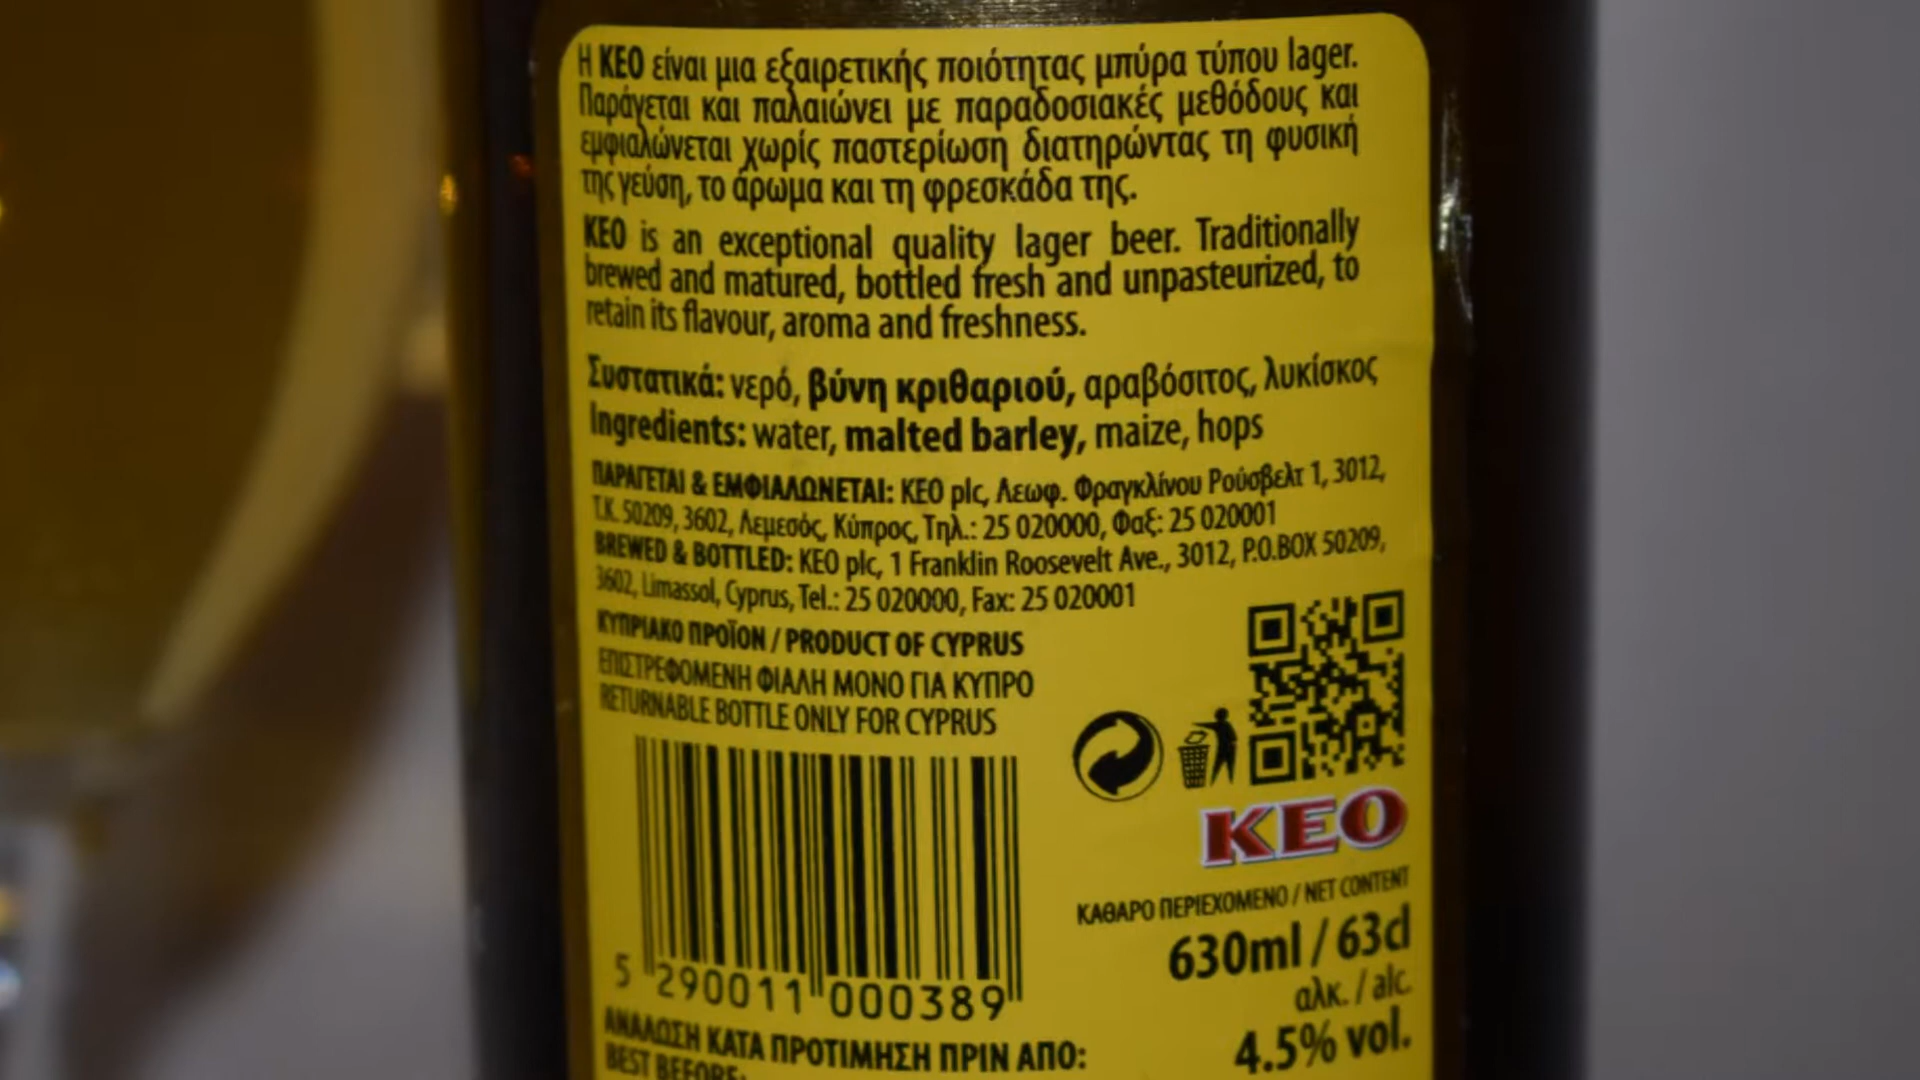 Η ΚΕΟ είναι μια εξαιρετικής ποιότητας μπύρα τύπου lager.
Παράγεται και παλαιώνει με παραδοσιακές μεθόδους και
εμφιαλώνεται χωρίς παστερίωση διατηρώντας τη φυσική
της γεύση, το άρωμα και τη φρεσκάδα της.
KEO is an exceptional quality lager beer. Traditionally
brewed and matured, bottled fresh and unpasteurized, to
retain its flavour, aroma and freshness.
Συστατικά: νερό, βύνη κριθαριού, αραβόσιτος, λυκίσκος
Ingredients: water, malted barley, maize, hops
ΠΑΡΑΓΕΤΑΙ & ΕΜΦΙΑΛΩΝΕΤΑΙ: ΚΕΟ plc, Λεωφ. Φραγκλίνου Ρούσβελτ 1, 3012,
Τ.Κ. 50209, 3602, Λεμεσός, Κύπρος, Τηλ.: 25 020000, Φαξ: 25 020001
BREWED & BOTTLED: KEO plc, 1 Franklin Roosevelt Ave., 3012, P.O.BOX 50209,
3602, Limassol, Cyprus, Tel.: 25 020000, Fax: 25 020001
ΚΥΠΡΙΑΚΟ ΠΡΟΪΟΝ / PRODUCT OF CYPRUS
ΕΠΙΣΤΡΕΦΟΜΕΝΗ ΦΙΑΛΗ ΜΟΝΟ ΓΙΑ ΚΥΠΡΟ
RETURNABLE BOTTLE ONLY FOR CYPRUS
KEO
ΚΑΘΑΡΟ ΠΕΡΙΕΧΟΜΕΝΟ / NET CONTENT
630ml / 63cl
αλκ. / alc.
4.5% vol.
5 290011 000389
ΑΝΑΛΩΣΗ ΚΑΤΑ ΠΡΟΤΙΜΗΣΗ ΠΡΙΝ ΑΠΟ:
BEST BEFORE: